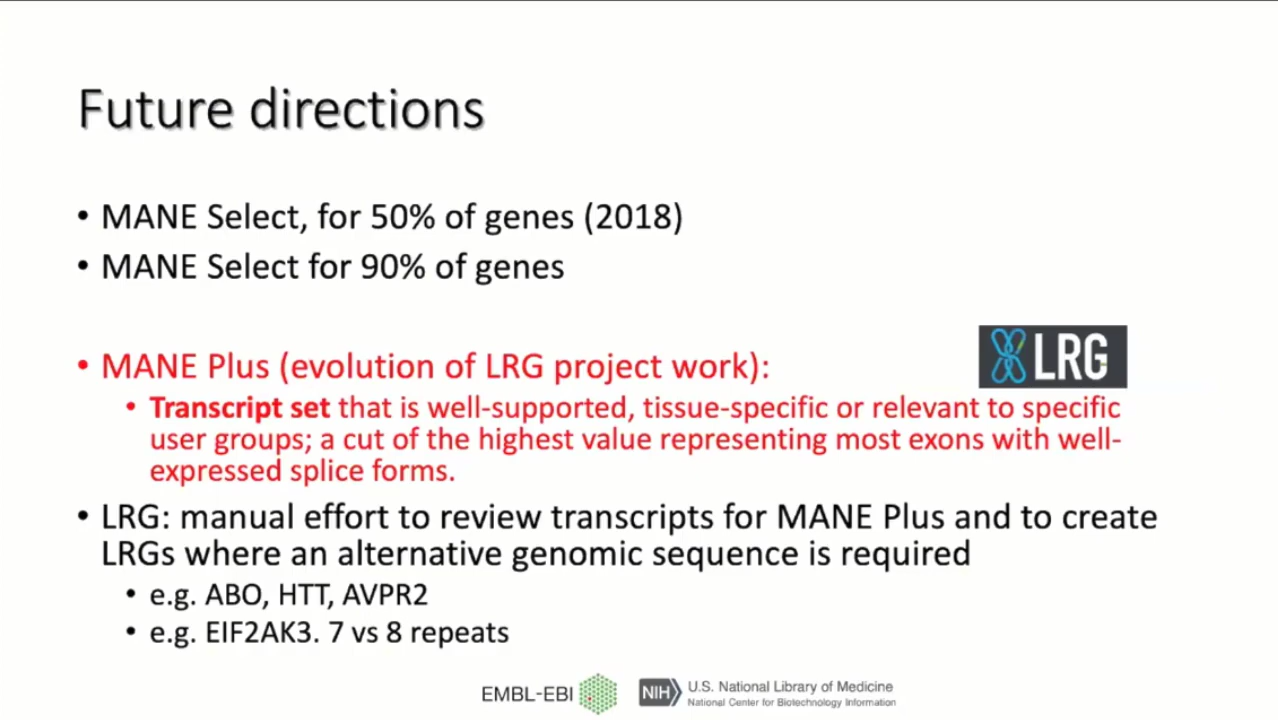 Future directions
• MANE Select, for 50% of genes (2018)
• MANE Select for 90% of genes
• MANE Plus (evolution of LRG project work):
LRG
• Transcript set that is well-supported, tissue-specific or relevant to specific
user groups; a cut of the highest value representing most exons with well-
expressed splice forms.
• LRG: manual effort to review transcripts for MANE Plus and to create
LRGs where an alternative genomic sequence is required
• e.g. ABO, HTT, AVPR2
• e.g. EIF2AK3. 7 vs 8 repeats
EMBL-EBI
NIH
U.S. National Library of Medicine
National Center for Biotechnology Information